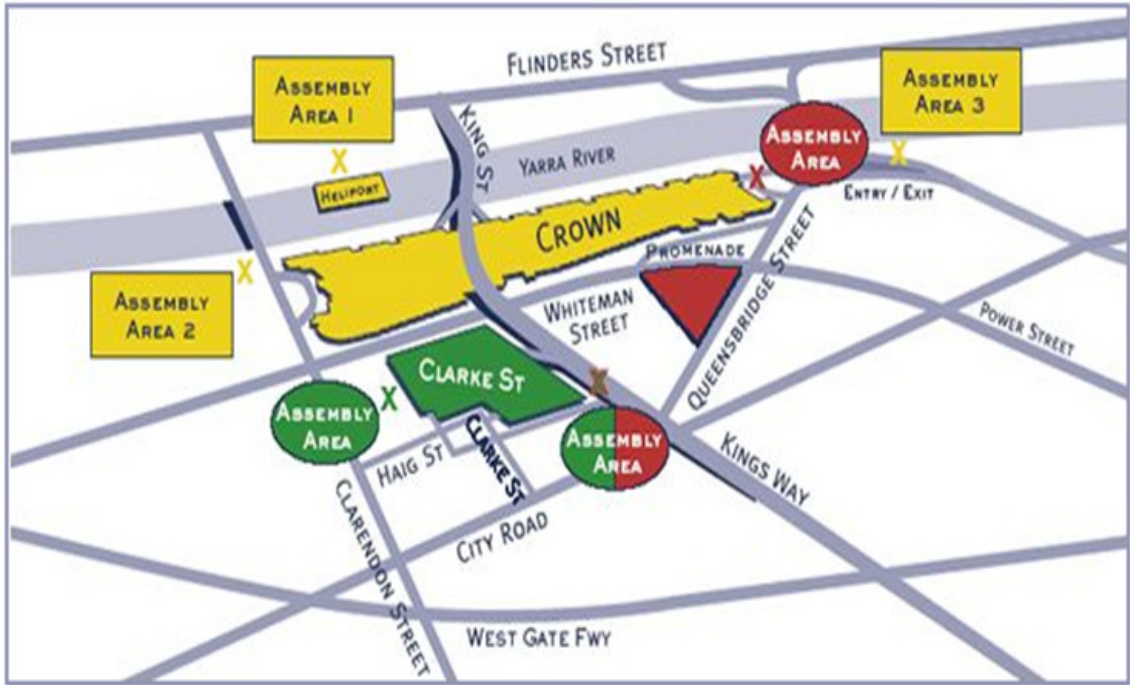 FLINDERS STREET
ASSEMBLY
AREA 1
ASSEMBLY
AREA 3
KING ST
ASSEMBLY
AREA
YARRA RIVER
X
X
X
HELIPORT
ENTRY / EXIT
CROWN
PROMENADE
QUEENSBRIDGE STREET
X
ASSEMBLY
AREA 2
WHITEMAN
STREET
POWER STREET
CLARKE ST
X
X
ASSEMBLY
AREA
ASSEMBLY
AREA
HAIG ST
CLARKE ST
KINGS WAY
CITY ROAD
CLARENDON STREET
WEST GATE FWY